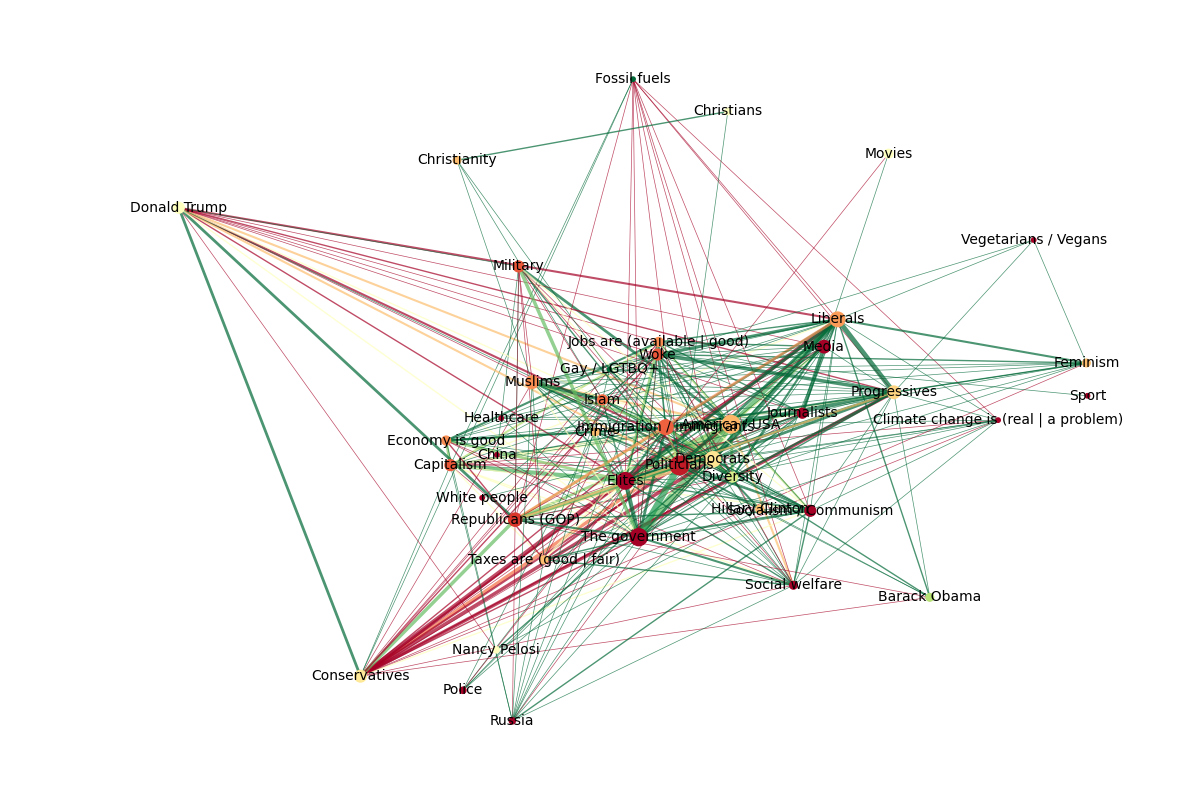 Fossil fuels
Christians
Movies
Christianity
Donald Trump
Vegetarians / Vegans
Military
Liberals
Jobs are (available | good)
Media
Woke
Feminism
Gay / LGTBQ+
Muslims
Progressives
Sport
Islam
Journalists
Healthcare
Climate change is (real | a problem)
America / USA
Immigration / Immigrants
Crime
Economy is good
China
Democrats
Capitalism
Politicians
Diversity
Elites
White people
Hillary Clinton
Socialism / Communism
Republicans (GOP)
The government
Taxes are (good | fair)
Social welfare
Barack Obama
Nancy Pelosi
Conservatives
Police
Russia